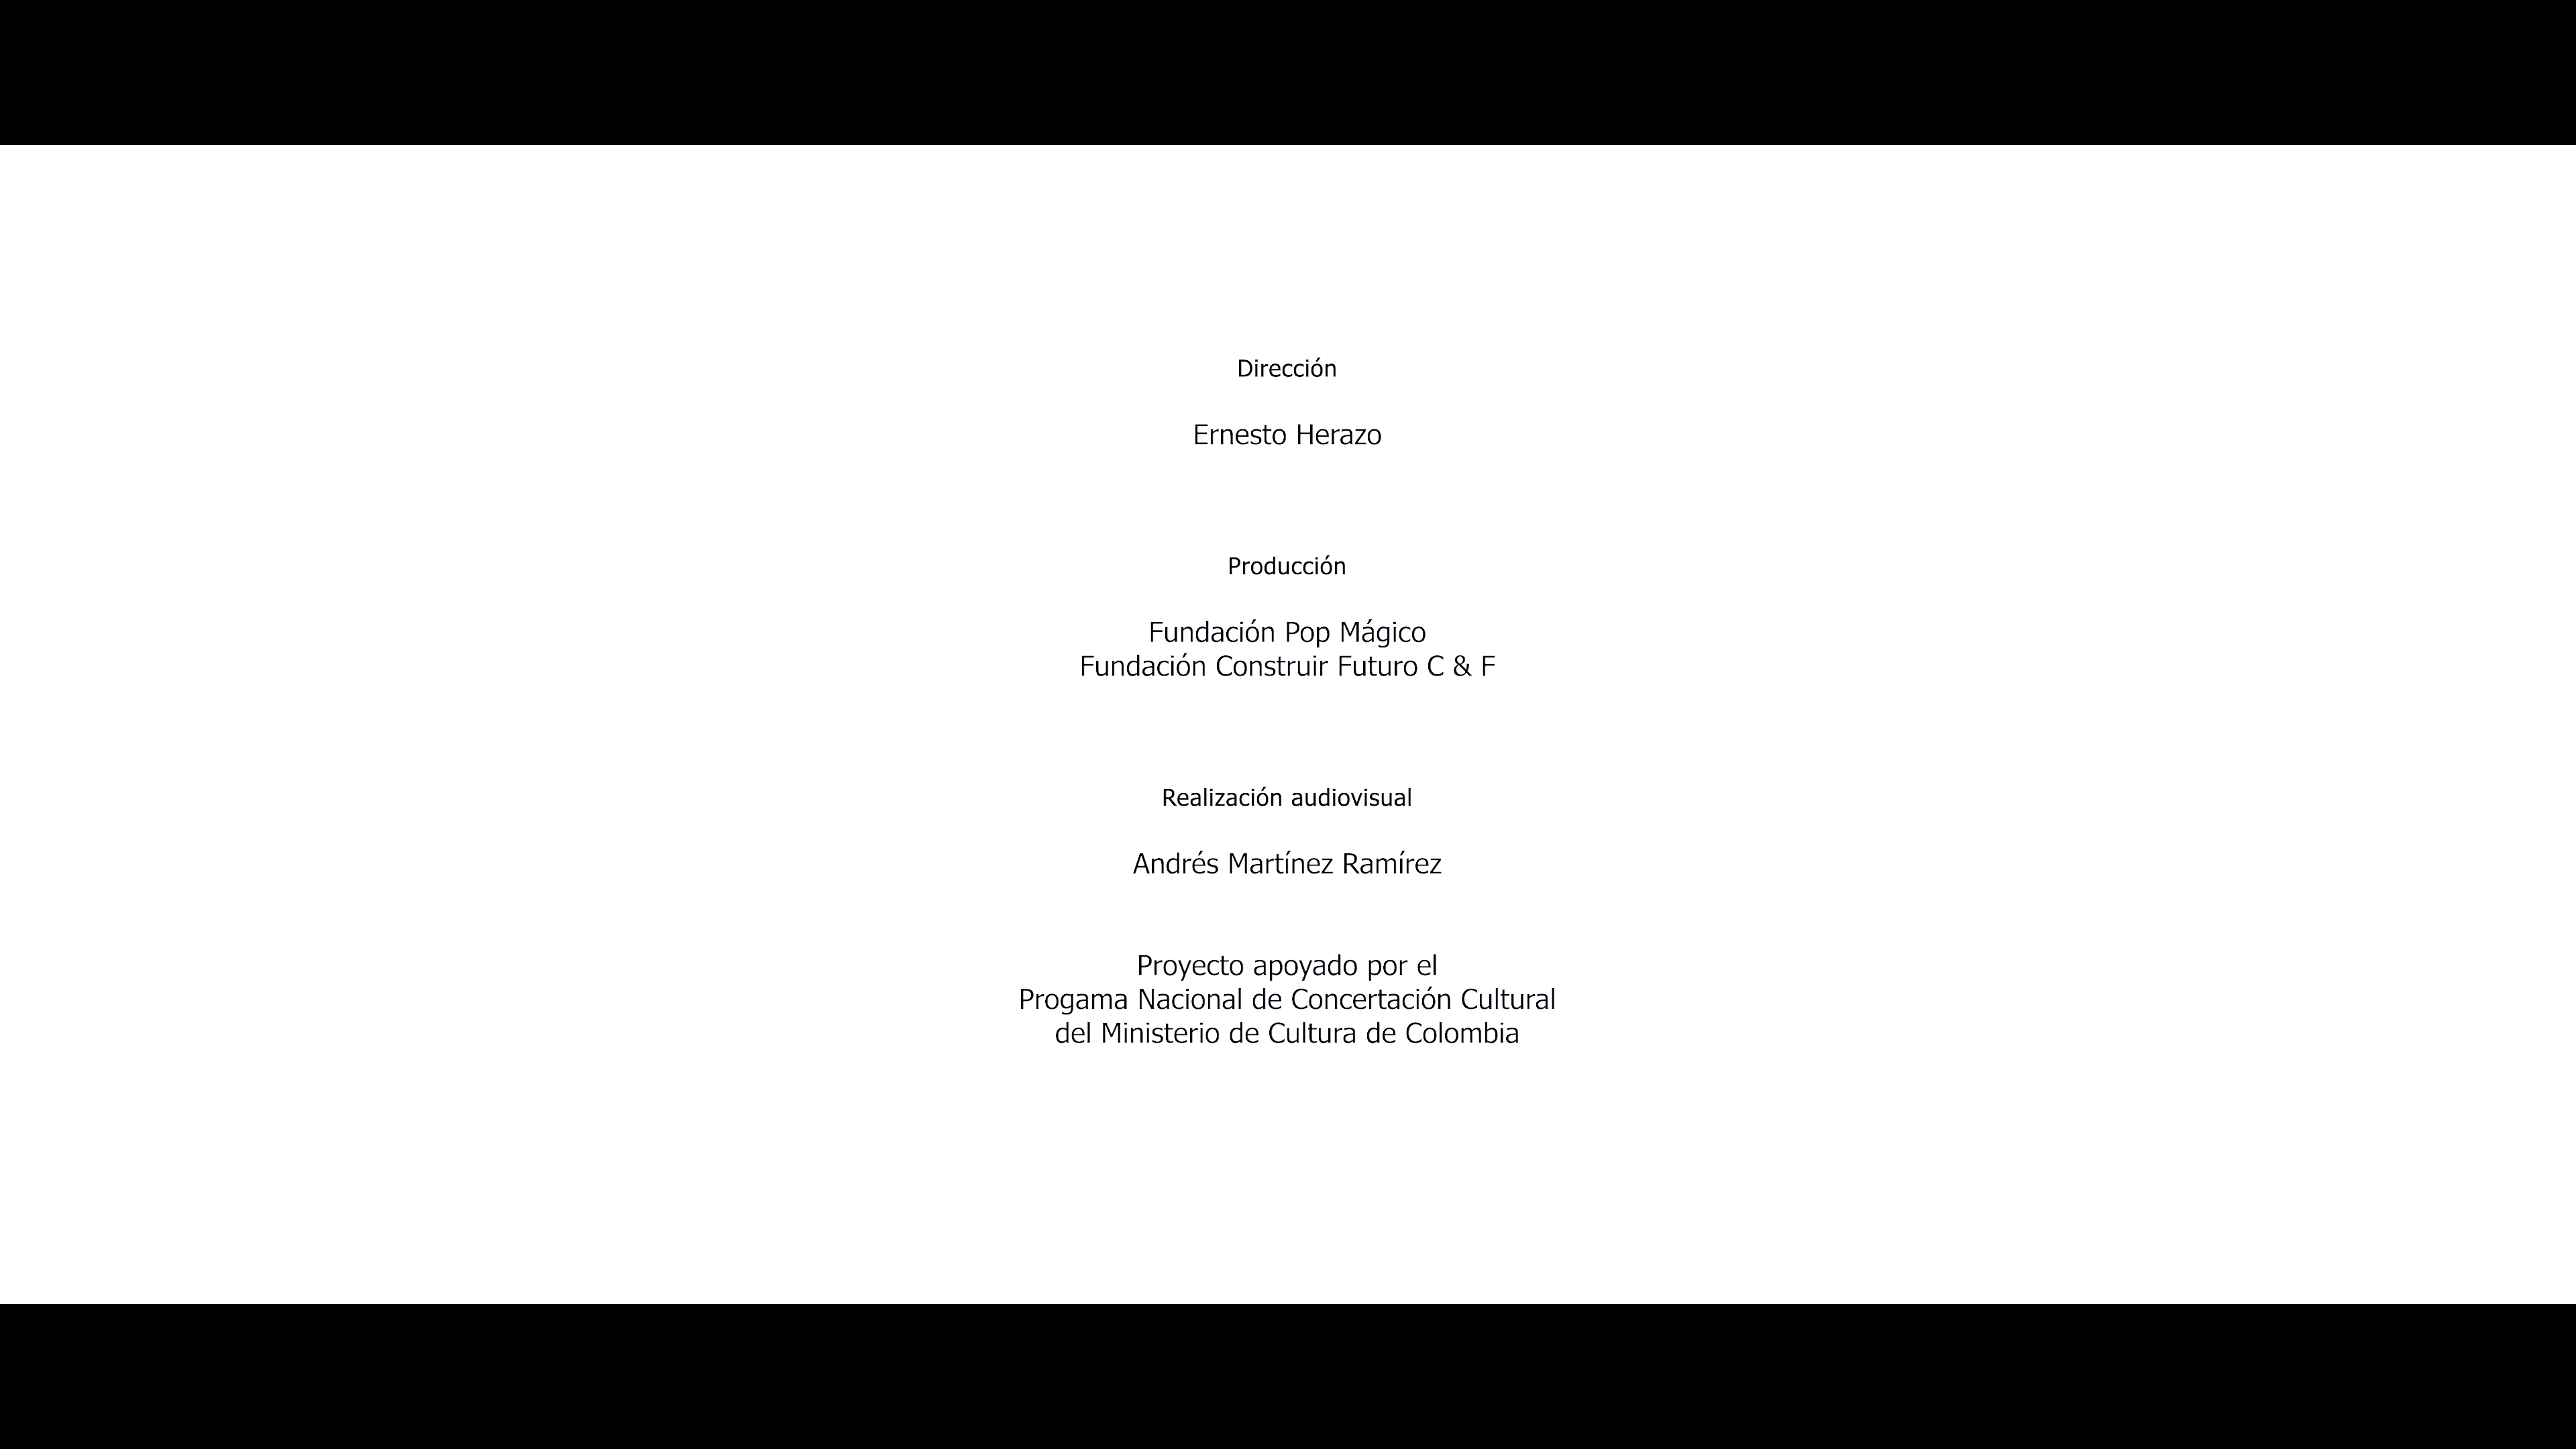 Dirección
Ernesto Herazo
Producción
Fundación Pop Mágico
Fundación Construir Futuro C & F
Realización audiovisual
Andrés Martínez Ramírez
Proyecto apoyado por el
Progama Nacional de Concertación Cultural
del Ministerio de Cultura de Colombia